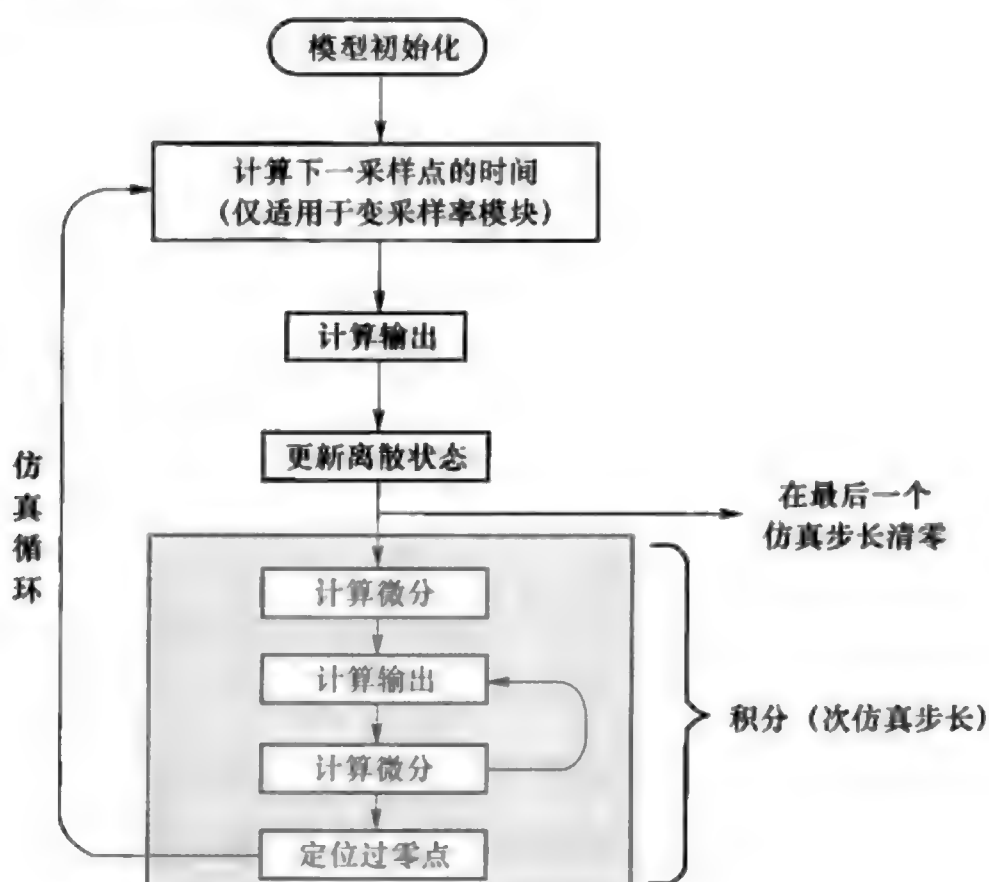 模型初始化
计算下一采样点的时间
(仅适用于变采样率模块)
计算输出
更新离散状态
在最后一个
仿真步长清零
仿真循环
计算微分
计算输出
计算微分
定位过零点
积分(次仿真步长)